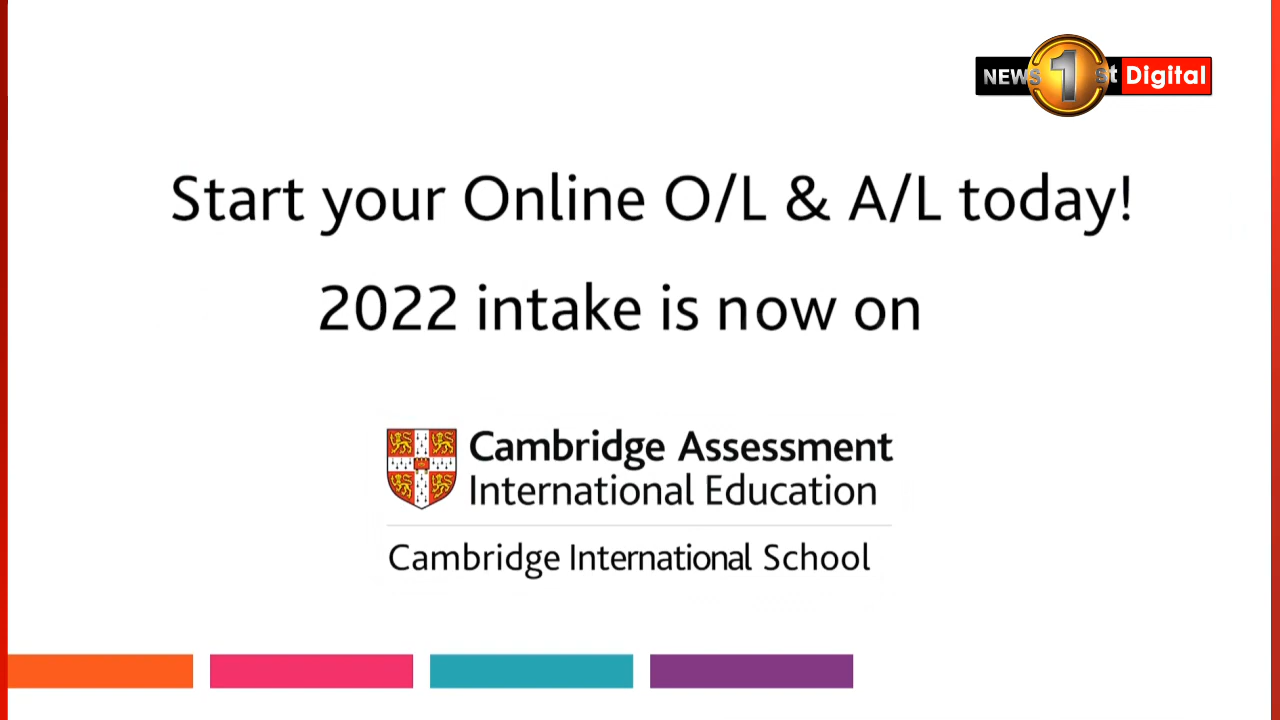 NEWS 1st Digital
Start your Online O/L & A/L today!
2022 intake is now on
Cambridge Assessment
International Education
Cambridge International School